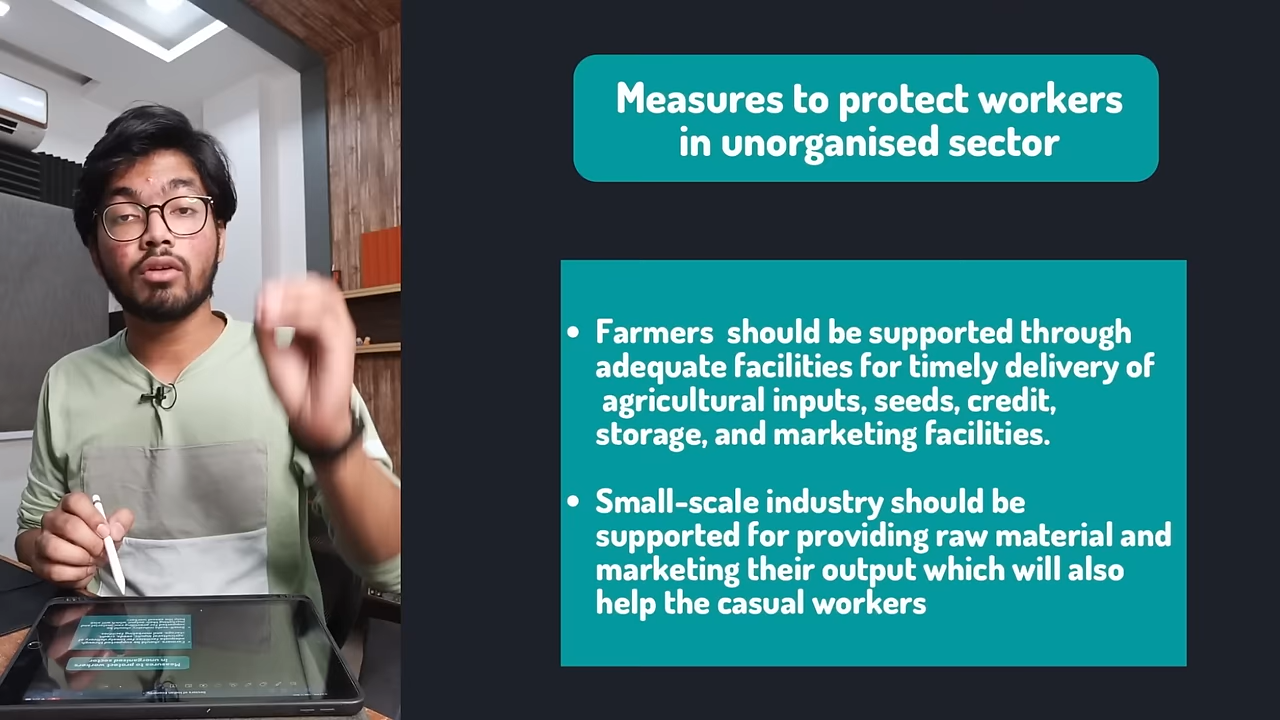 Measures to protect workers
in unorganised sector
• Farmers should be supported through
adequate facilities for timely delivery of
agricultural inputs, seeds, credit,
storage, and marketing facilities.
• Small-scale industry should be
supported for providing raw material and
marketing their output which will also
help the casual workers